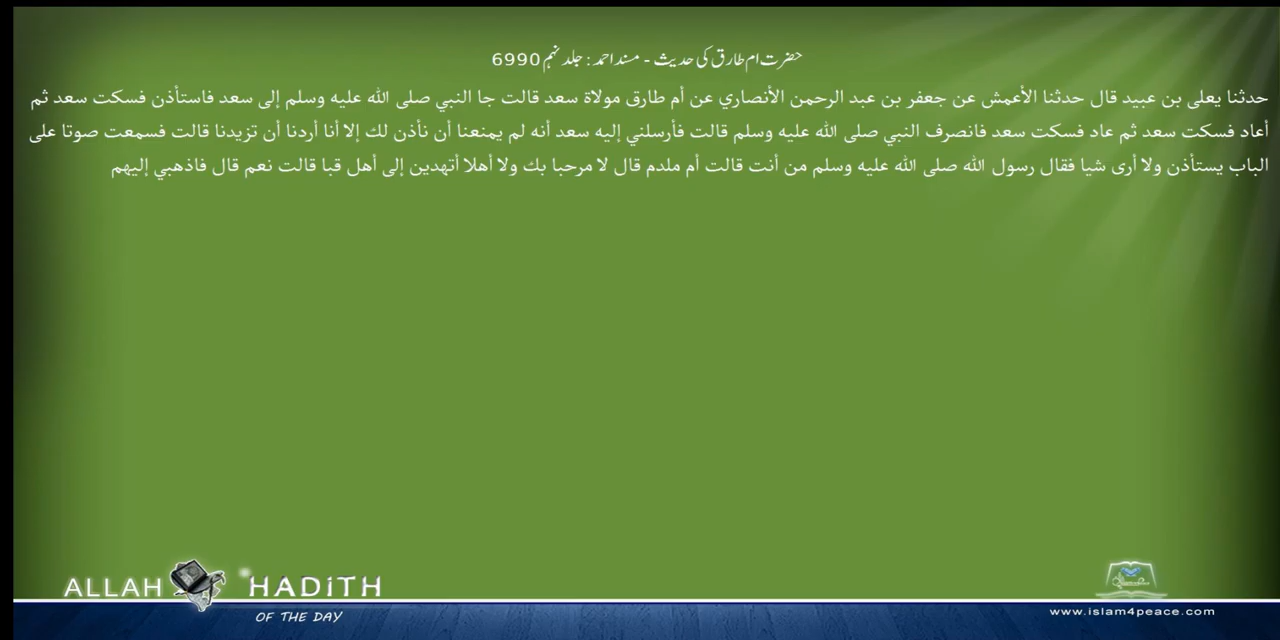 حضرت ام طارق کی حدیث - مسند احمد : جلد نہم 6990
حدثنا يعلى بن عبيد قال حدثنا الأعمش عن جعفر بن عبد الرحمن الأنصاري عن أم طارق مولاة سعد قالت جا النبي صلى الله عليه وسلم إلى سعد فاستأذن فسكت سعد ثم
أعاد فسكت سعد ثم عاد فسكت سعد فانصرف النبي صلى الله عليه وسلم قالت فأرسلني إليه سعد أنه لم يمنعنا أن نأذن لك إلا أنا أردنا أن تزيدنا قالت فسمعت صوتا على
الباب يستأذن ولا أرى شيا فقال رسول الله صلى الله عليه وسلم من أنت قالت أم ملدم قال لا مرحبا بك ولا أهلا أتهدين إلى أهل قبا قالت نعم قال فاذهبي إليهم
ALLAH HADITH
OF THE DAY
www.islam4peace.com